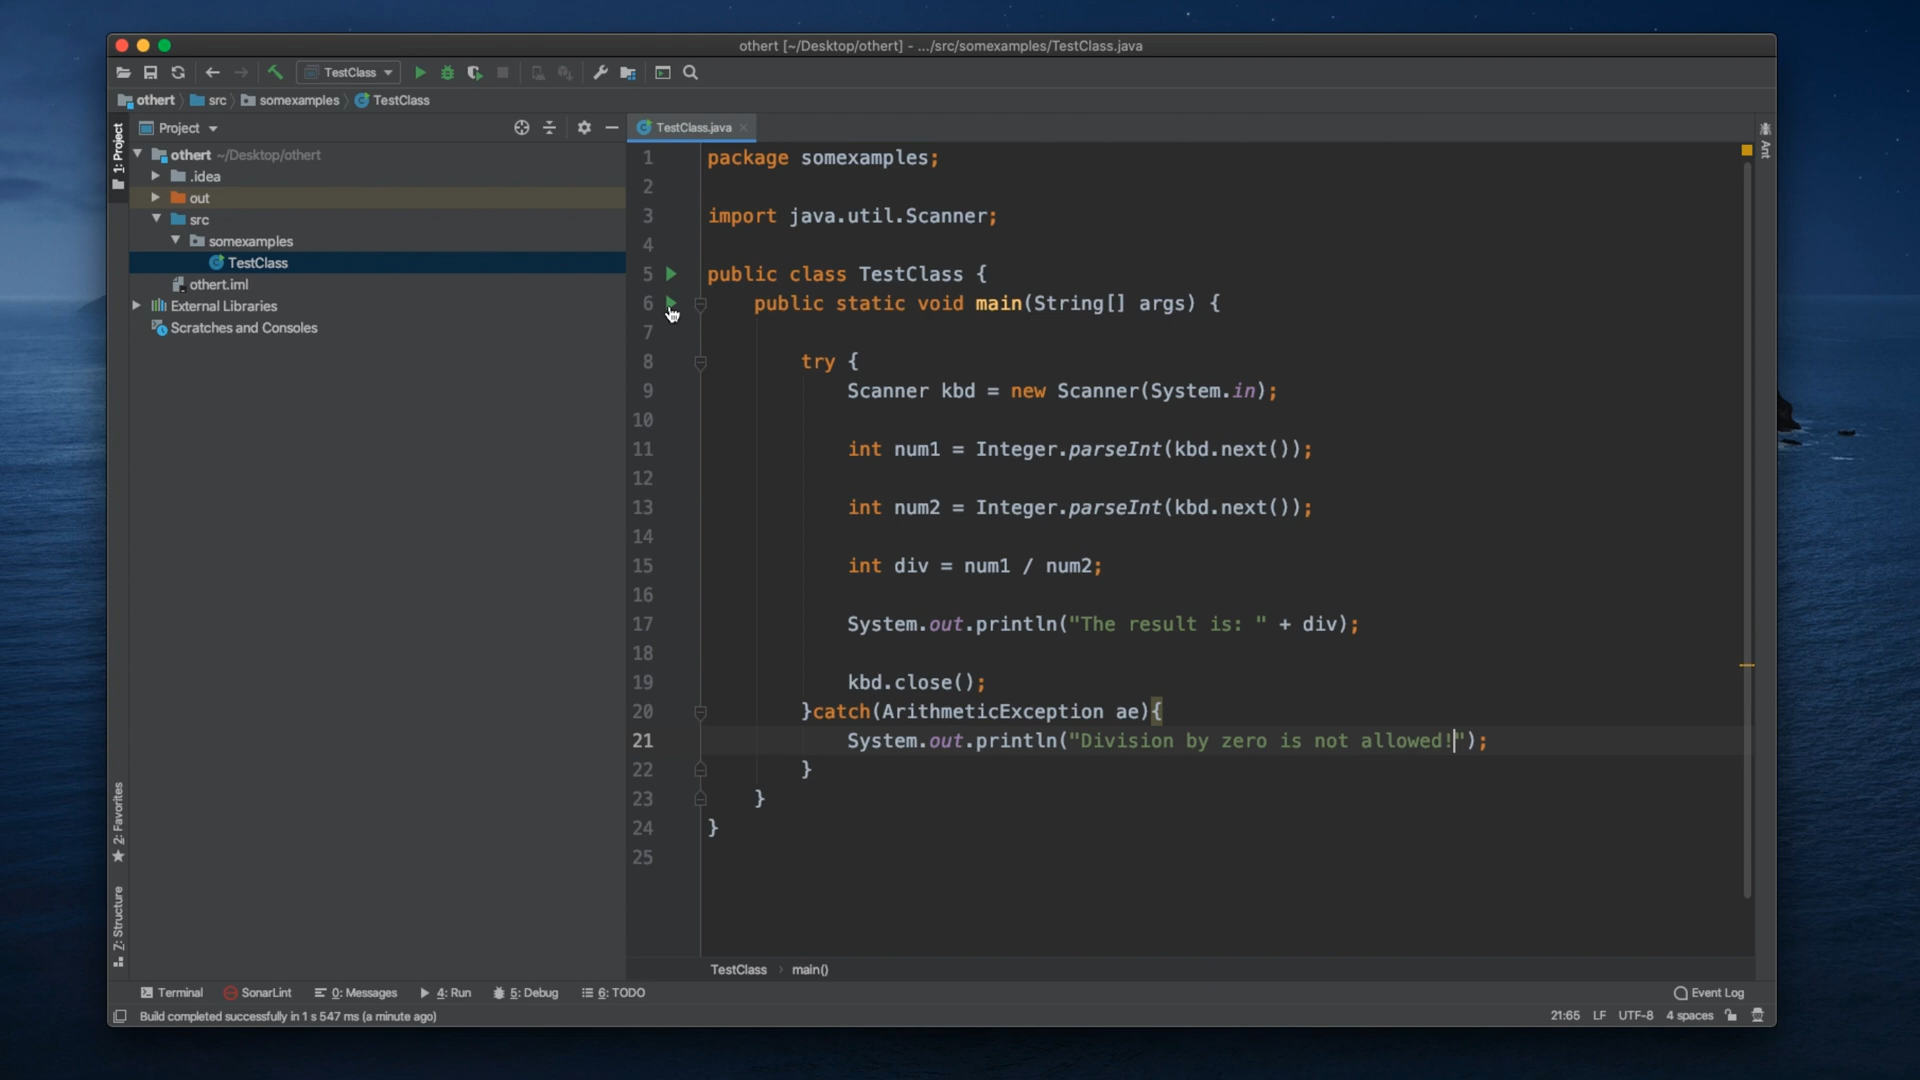 othert [~/Desktop/othert] - .../src/somexamples/TestClass.java
TestClass
othert src somexamples TestClass
1: Project
Project
othert ~/Desktop/othert
.idea
out
src
somexamples
TestClass
othert.iml
External Libraries
Scratches and Consoles
2: Favorites
7: Structure
TestClass.java
Ant
1 package somexamples;
2
3 import java.util.Scanner;
4
5 public class TestClass {
6 public static void main(String[] args) {
7
8 try {
9 Scanner kbd = new Scanner(System.in);
10
11 int num1 = Integer.parseInt(kbd.next());
12
13 int num2 = Integer.parseInt(kbd.next());
14
15 int div = num1 / num2;
16
17 System.out.println("The result is: " + div);
18
19 kbd.close();
20 }catch(ArithmeticException ae){
21 System.out.println("Division by zero is not allowed!");
22 }
23 }
24 }
25
TestClass main()
Terminal SonarLint 0: Messages 4: Run 5: Debug 6: TODO Event Log
Build completed successfully in 1 s 547 ms (a minute ago) 21:65 LF UTF-8 4 spaces